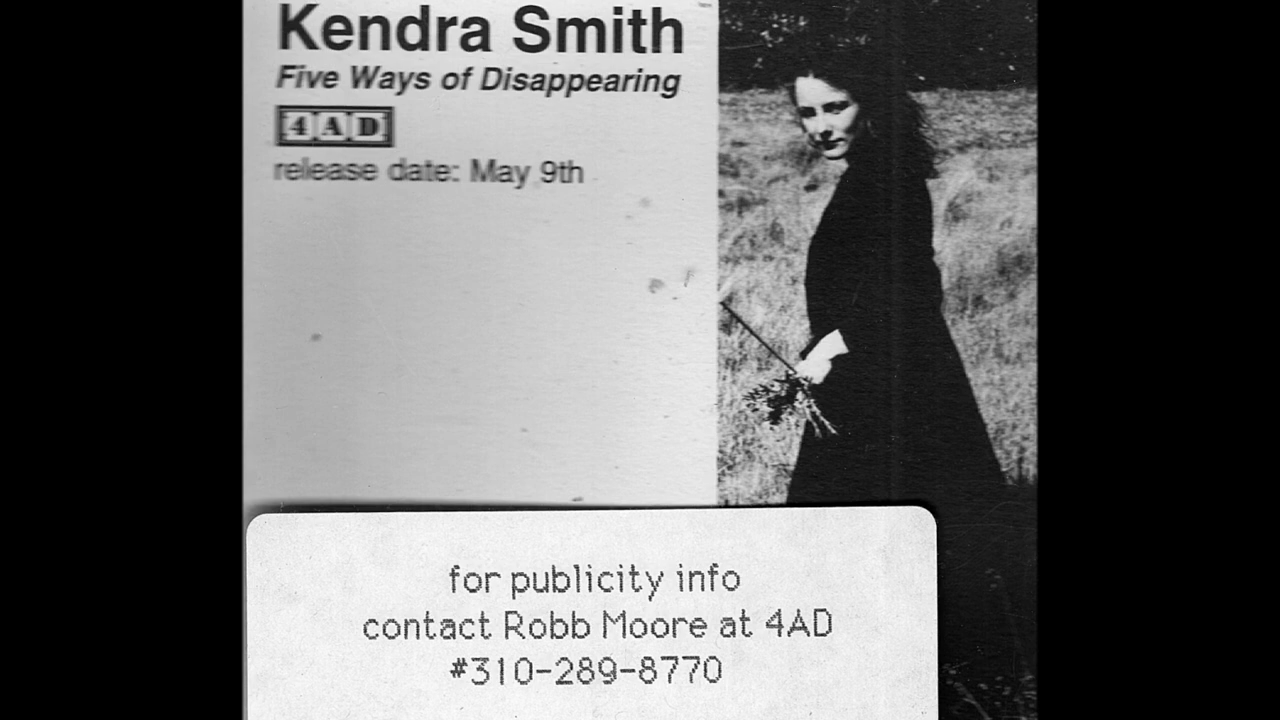 Kendra Smith
Five Ways of Disappearing
4AD
release date: May 9th
for publicity info
contact Robb Moore at 4AD
#310-289-8770